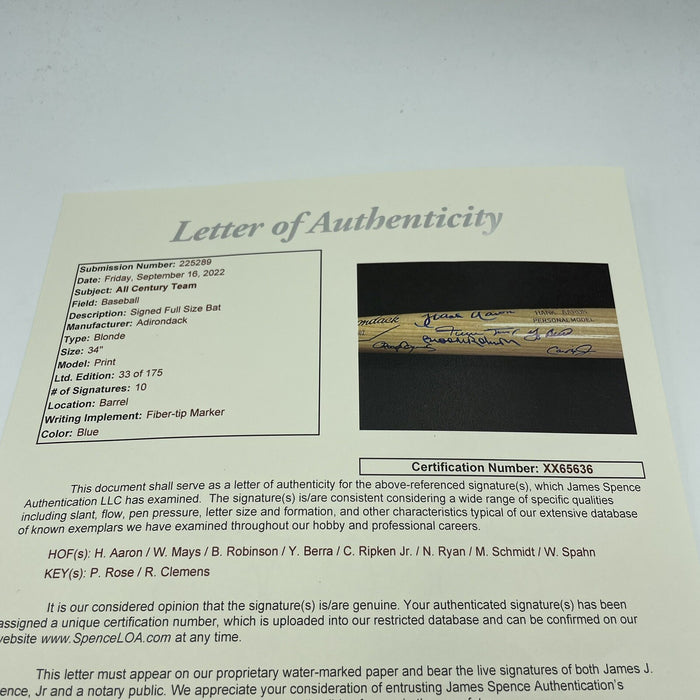 Letter of Authenticity
Submission Number: 225289
Date: Friday, September 16, 2022
Subject: All Century Team
Field: Baseball
Description: Signed Full Size Bat
Manufacturer: Adirondack
Type: Blonde
Size: 34"
Model: Print
Ltd. Edition: 33 of 175
# of Signatures: 10
Location: Barrel
Writing Implement: Fiber-tip Marker
Color: Blue
Hank Aaron
HANK AARON
PERSONAL MODEL
Certification Number: XX65636
This document shall serve as a letter of authenticity for the above-referenced signature(s), which James Spence
Authentication LLC has examined. The signature(s) is/are consistent considering a wide range of specific qualities
including slant, flow, pen pressure, letter size and formation, and other characteristics typical of our extensive database
of known exemplars we have examined throughout our hobby and professional careers.
HOF(s): H. Aaron / W. Mays / B. Robinson / Y. Berra / C. Ripken Jr. / N. Ryan / M. Schmidt / W. Spahn
KEY(s): P. Rose / R. Clemens
It is our considered opinion that the signature(s) is/are genuine. Your authenticated signature(s) has been
assigned a unique certification number, which is uploaded into our restricted database and can be confirmed on our
website www.SpenceLOA.com at any time.
This letter must appear on our proprietary water-marked paper and bear the live signatures of both James J.
ence, Jr and a notary public. We appreciate your consideration of entrusting James Spence Authentication's